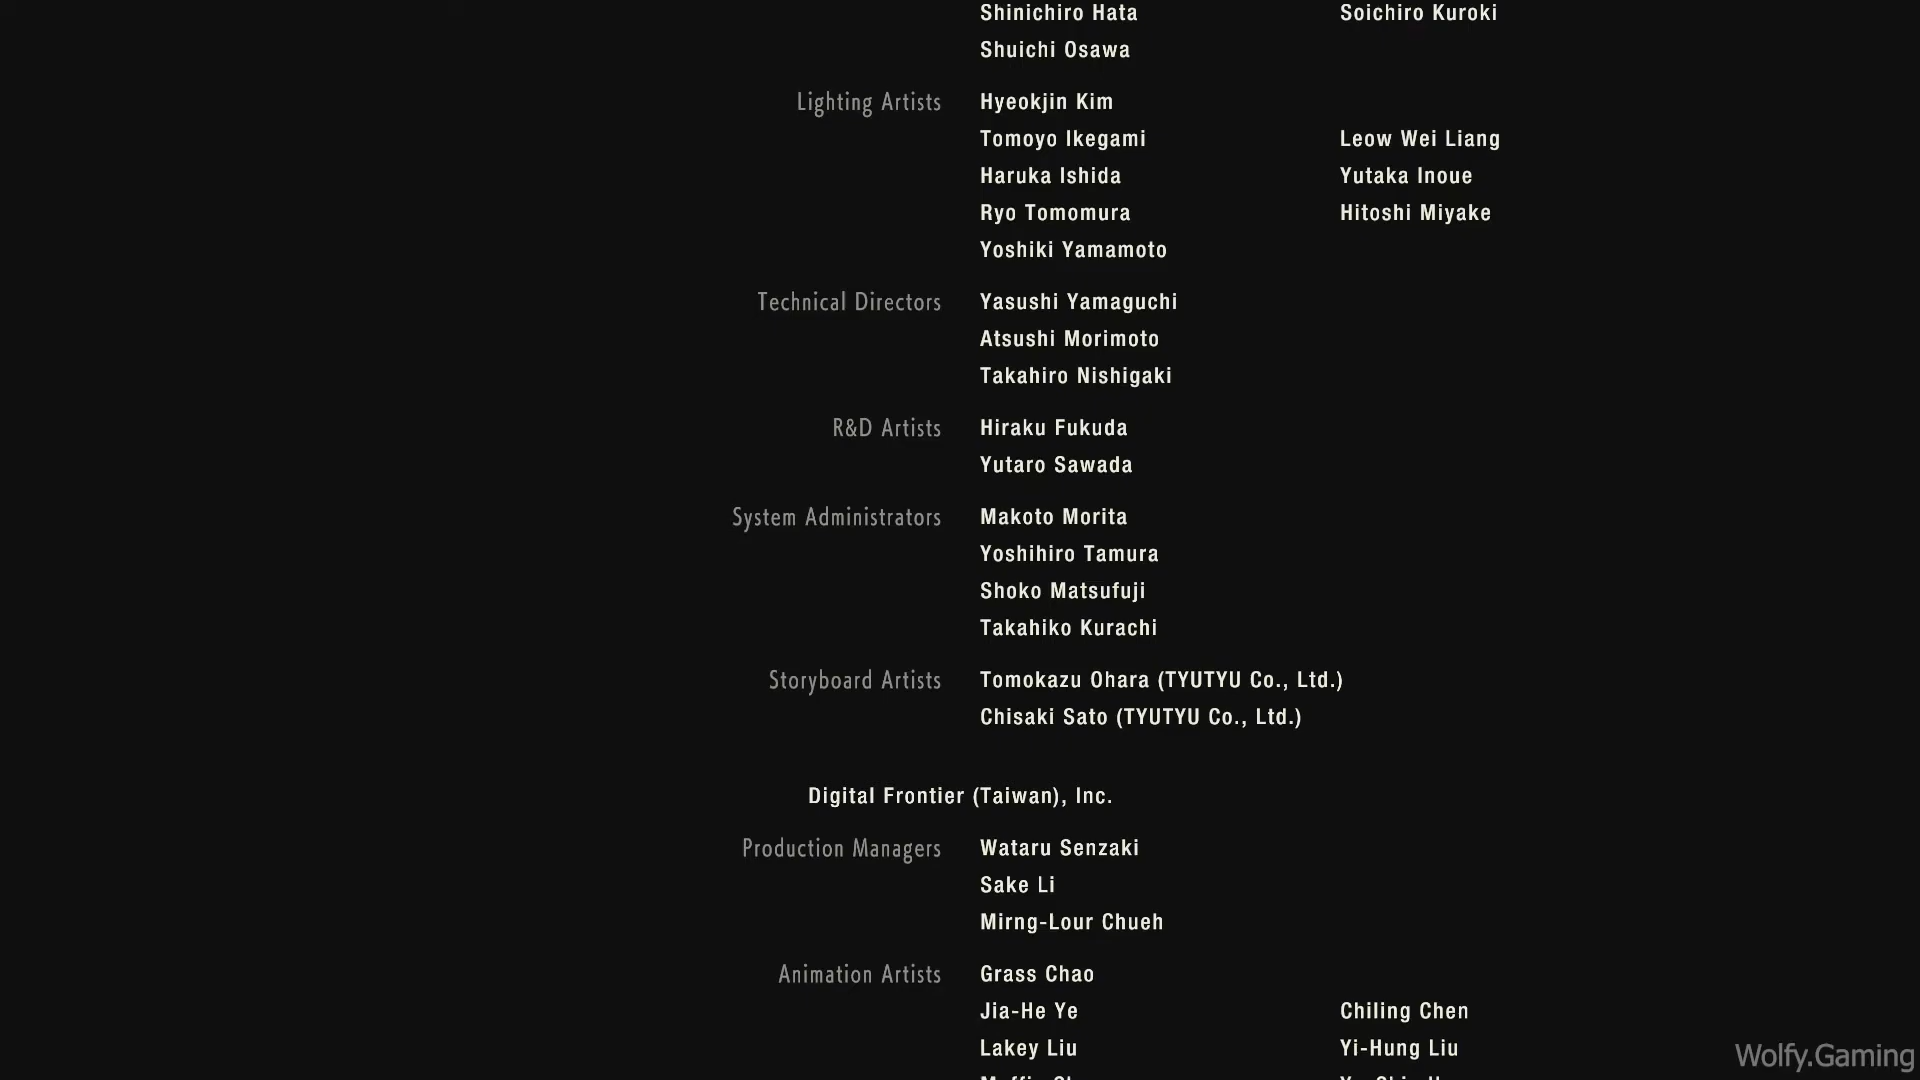 Shinichiro Hata Soichiro Kuroki
Shuichi Osawa
Lighting Artists Hyeokjin Kim
Tomoyo Ikegami Leow Wei Liang
Haruka Ishida Yutaka Inoue
Ryo Tomomura Hitoshi Miyake
Yoshiki Yamamoto
Technical Directors Yasushi Yamaguchi
Atsushi Morimoto
Takahiro Nishigaki
R&D Artists Hiraku Fukuda
Yutaro Sawada
System Administrators Makoto Morita
Yoshihiro Tamura
Shoko Matsufuji
Takahiko Kurachi
Storyboard Artists Tomokazu Ohara (TYUTYU Co., Ltd.)
Chisaki Sato (TYUTYU Co., Ltd.)
Digital Frontier (Taiwan), Inc.
Production Managers Wataru Senzaki
Sake Li
Mirng-Lour Chueh
Animation Artists Grass Chao
Jia-He Ye Chiling Chen
Lakey Liu Yi-Hung Liu
Wolfy.Gaming